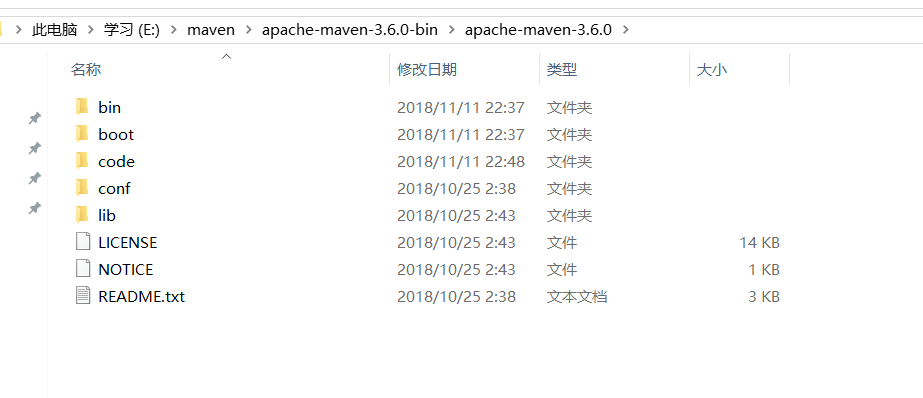 此电脑 > 学习 (E:) > maven > apache-maven-3.6.0-bin > apache-maven-3.6.0 >
名称 修改日期 类型 大小
bin 2018/11/11 22:37 文件夹
boot 2018/11/11 22:37 文件夹
code 2018/11/11 22:48 文件夹
conf 2018/10/25 2:38 文件夹
lib 2018/10/25 2:43 文件夹
LICENSE 2018/10/25 2:43 文件 14 KB
NOTICE 2018/10/25 2:43 文件 1 KB
README.txt 2018/10/25 2:38 文本文档 3 KB